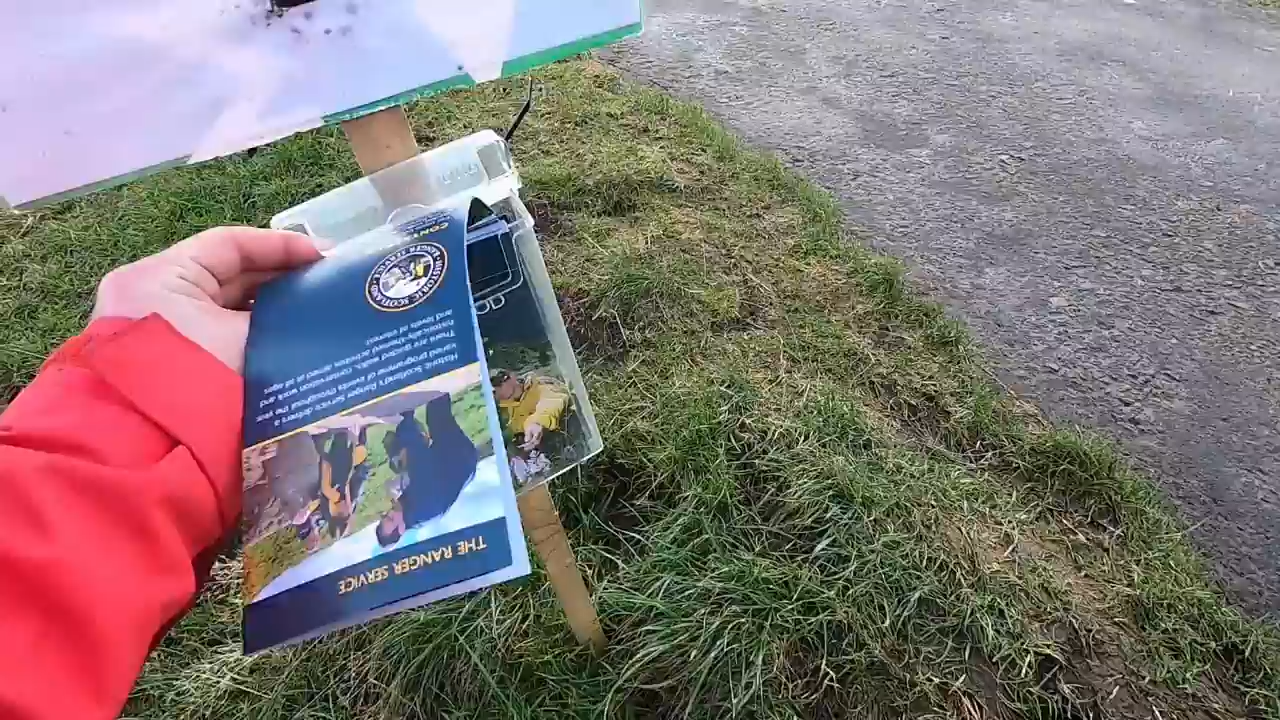 THE RANGER SERVICE
Historic Scotland's Ranger Service delivers a
varied programme of events throughout the year.
There are guided walks, conservation work and
historically-themed activities aimed at all ages
and levels of interest.
HISTORIC SCOTLAND
RANGER SERVICE